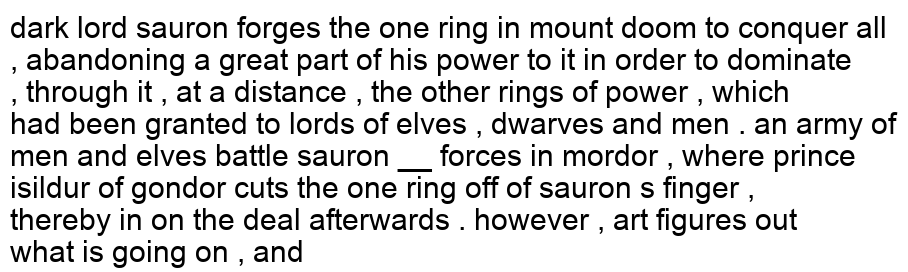 dark lord sauron forges the one ring in mount doom to conquer all
, abandoning a great part of his power to it in order to dominate
, through it , at a distance , the other rings of power , which
had been granted to lords of elves , dwarves and men . an army of
men and elves battle sauron __ forces in mordor , where prince
isildur of gondor cuts the one ring off of sauron s finger ,
thereby in on the deal afterwards . however , art figures out
what is going on , and